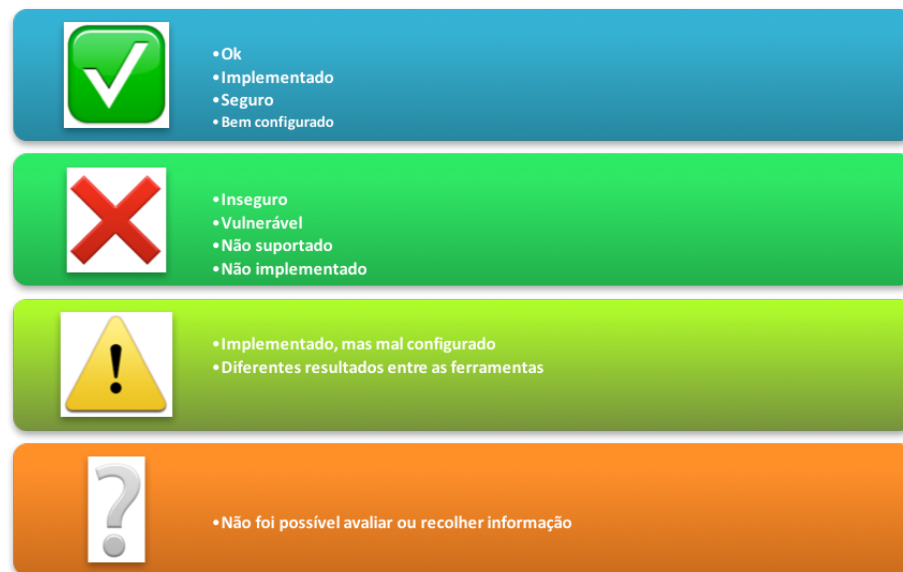 •Ok
•Implementado
•Seguro
•Bem configurado
•Inseguro
•Vulnerável
•Não suportado
•Não implementado
•Implementado, mas mal configurado
•Diferentes resultados entre as ferramentas
•Não foi possível avaliar ou recolher informação